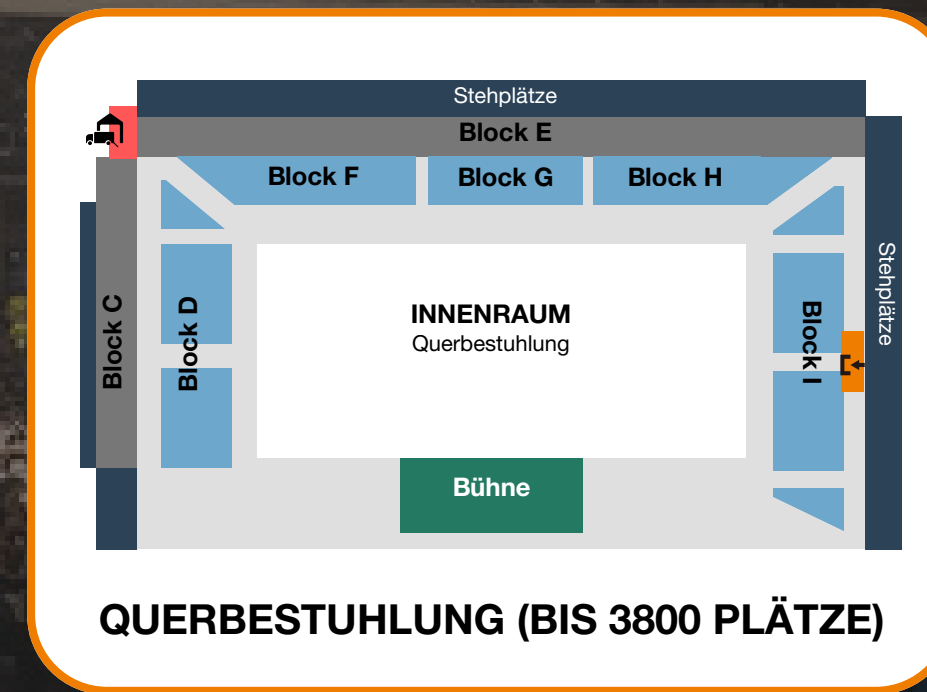 Stehplätze
Block E
Block F
Block G
Block H
Block C
Block D
INNENRAUM
Querbestuhlung
Block I
Stehplätze
Bühne
QUERBESTUHLUNG (BIS 3800 PLÄTZE)